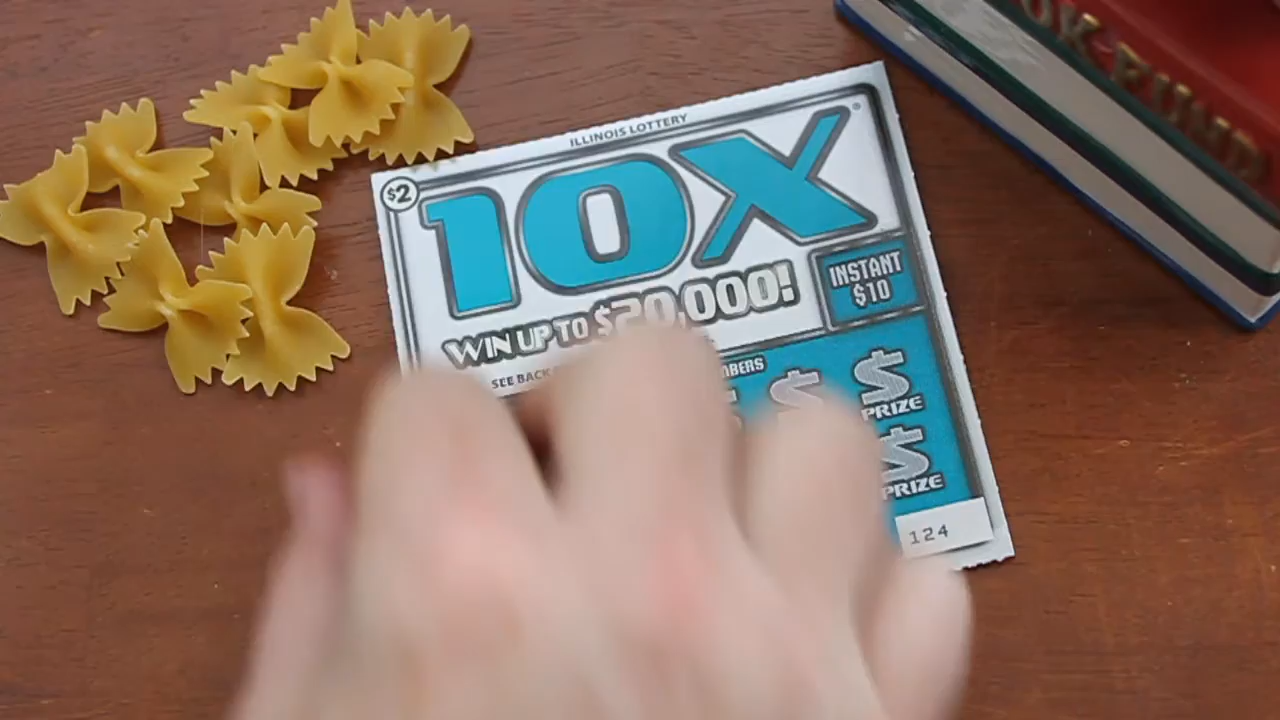 ILLINOIS LOTTERY
$2
10X®
WIN UP TO $20,000!
INSTANT
$10
SEE BACK
$ $
PRIZE
$
PRIZE
124